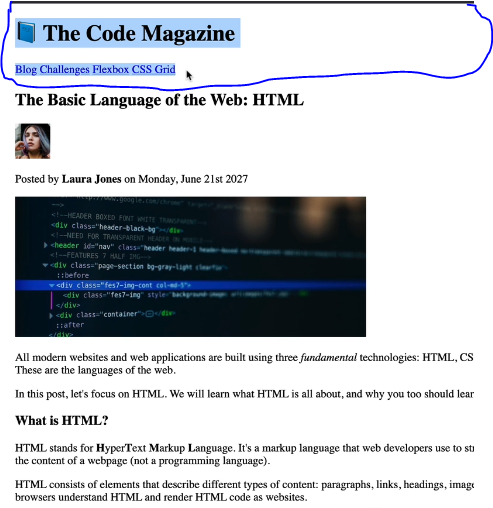 📘 The Code Magazine
Blog Challenges Flexbox CSS Grid
The Basic Language of the Web: HTML
Posted by Laura Jones on Monday, June 21st 2027
-->
<!--HEADER BOXED FONT WHITE TRANSPARENT-->
<div class="header-black-bg"></div>
<!--NEED FOR TRANSPARENT HEADER ON MOBILE-->
<header id="nav" class="header header-1 header-boxed
<!--FEATURES 7 HALF IMG-->
<div class="page-section bg-gray-light clearfix">
::before
<div class="fes7-img-cont col-md-5">
<div class="fes7-img" style="background-image:
</div>
<div class="container"></div>
::after
</div>
All modern websites and web applications are built using three fundamental technologies: HTML, CS
These are the languages of the web.
In this post, let's focus on HTML. We will learn what HTML is all about, and why you too should lear
What is HTML?
HTML stands for HyperText Markup Language. It's a markup language that web developers use to str
the content of a webpage (not a programming language).
HTML consists of elements that describe different types of content: paragraphs, links, headings, image
browsers understand HTML and render HTML code as websites.